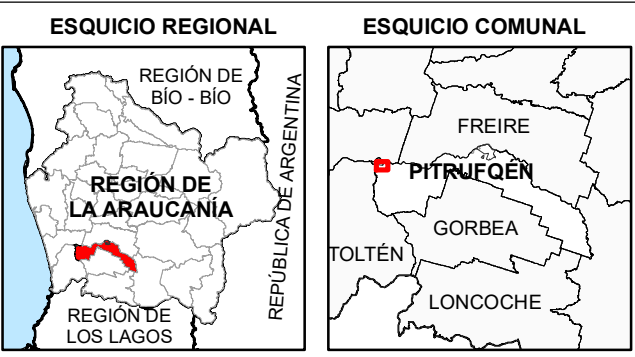 ESQUICIO REGIONAL
REGIÓN DE
BÍO - BÍO
REPÚBLICA DE ARGENTINA
REGIÓN DE
LA ARAUCANÍA
REGIÓN DE
LOS LAGOS
ESQUICIO COMUNAL
FREIRE
PITRUFQÉN
GORBEA
TOLTÉN
LONCOCHE